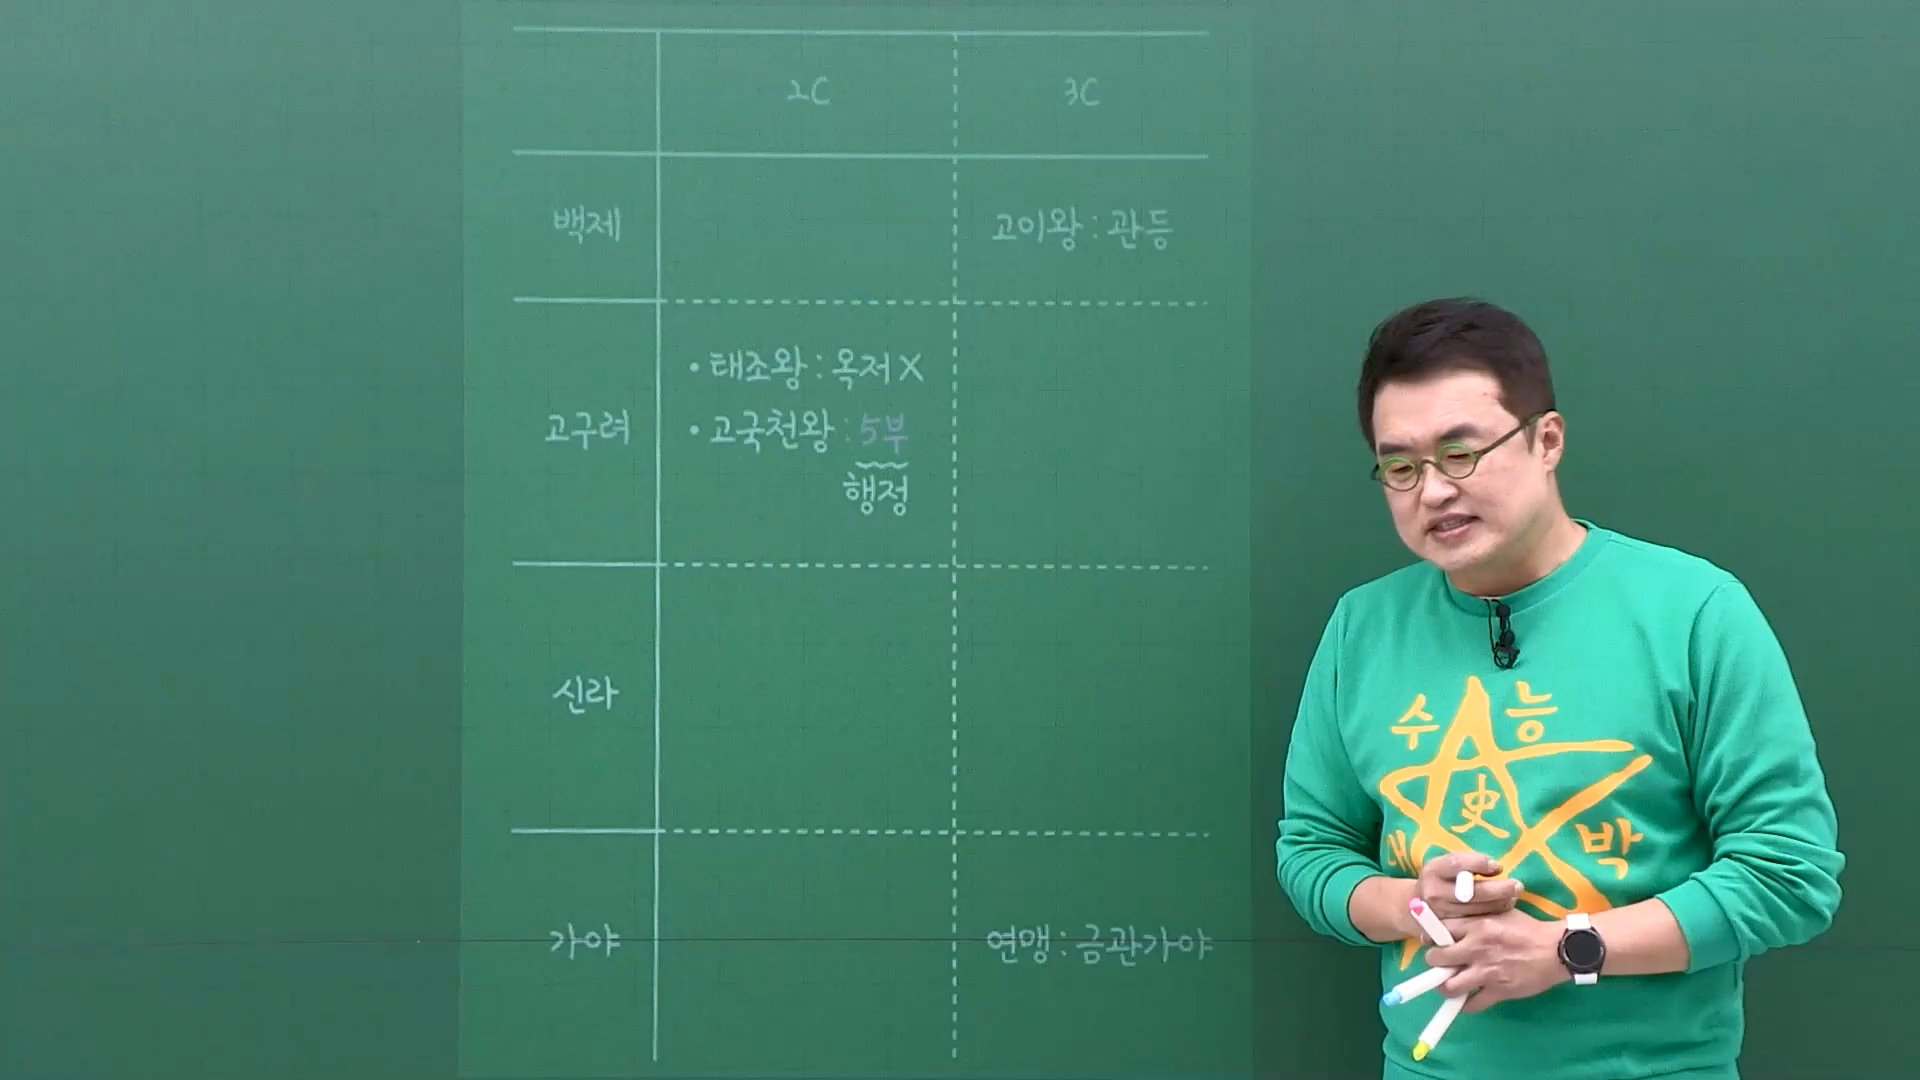 2C 3C
백제 고이왕 : 관등
• 태조왕 : 옥저 X
고구려 • 고국천왕 : 5부
행정
신라
가야 연맹 : 금관가야
수능
史
대박